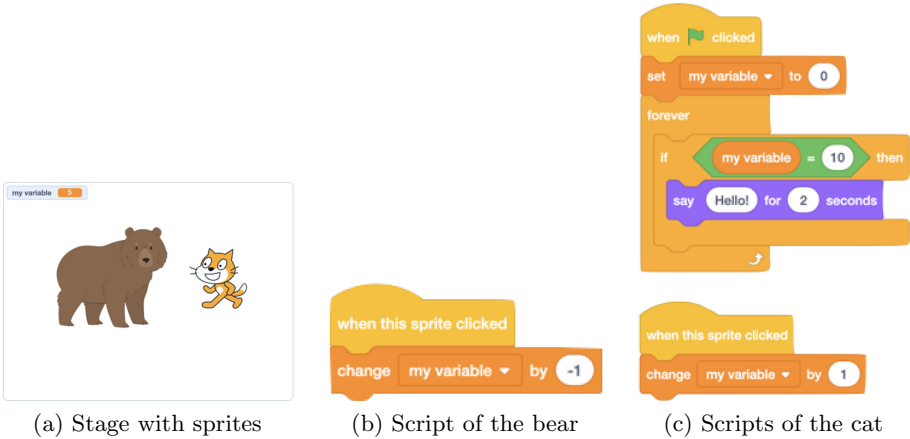 my variable 5
(a) Stage with sprites
when this sprite clicked
change my variable by -1
(b) Script of the bear
when clicked
set my variable to 0
forever
if my variable = 10 then
say Hello! for 2 seconds
when this sprite clicked
change my variable by 1
(c) Scripts of the cat